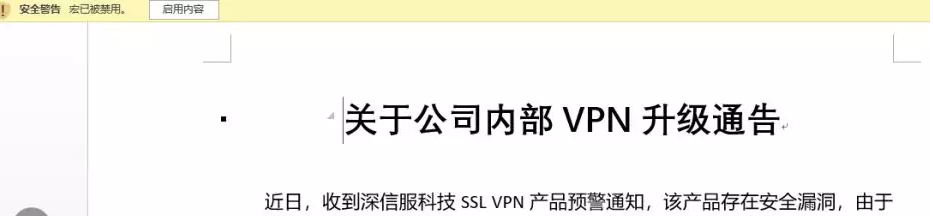 安全警告 宏已被禁用。 启用内容
关于公司内部 VPN 升级通告
近日，收到深信服科技 SSL VPN 产品预警通知，该产品存在安全漏洞，由于